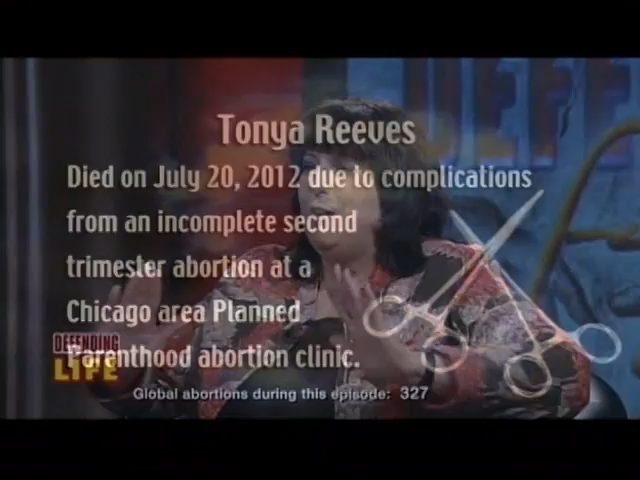 DEFE
Tonya Reeves
Died on July 20, 2012 due to complications
from an incomplete second
trimester abortion at a
Chicago area Planned
Parenthood abortion clinic.
DEFENDING
LIFE
Global abortions during this episode: 327